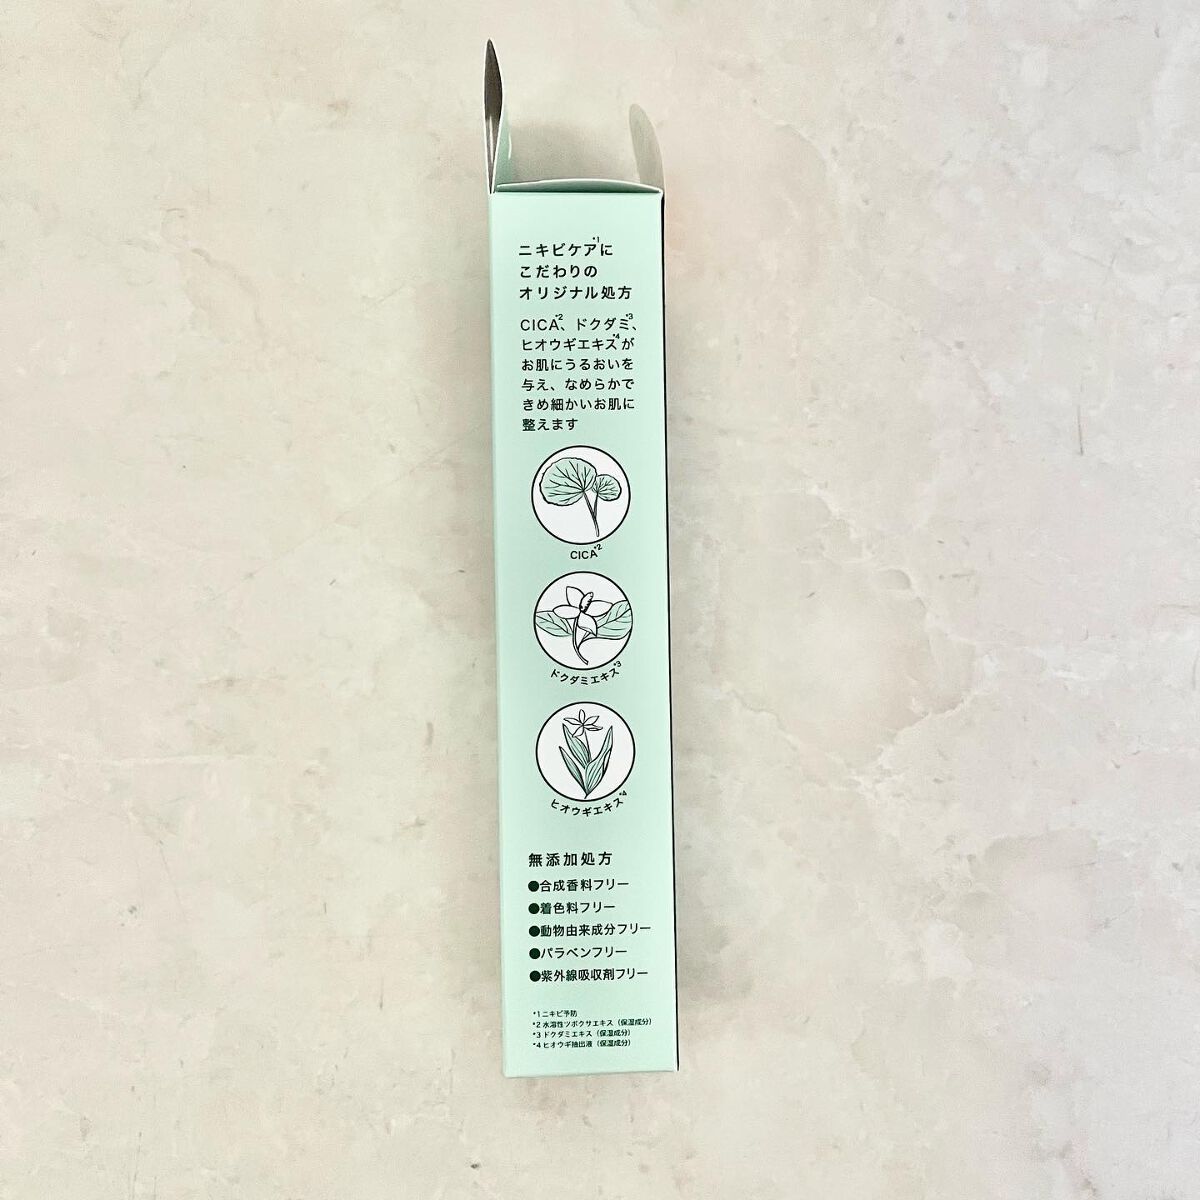 ニキビケア*1に
こだわりの
オリジナル処方
CICA*2、ドクダミ*3、
ヒオウギエキス*4が
お肌にうるおいを
与え、なめらかで
きめ細かいお肌に
整えます
CICA*2
ドクダミエキス*3
ヒオウギエキス*4
無添加処方
●合成香料フリー
●着色料フリー
●動物由来成分フリー
●パラベンフリー
●紫外線吸収剤フリー
*1 ニキビ予防
*2 水溶性ツボクサエキス（保湿成分）
*3 ドクダミエキス（保湿成分）
*4 ヒオウギ抽出液（保湿成分）